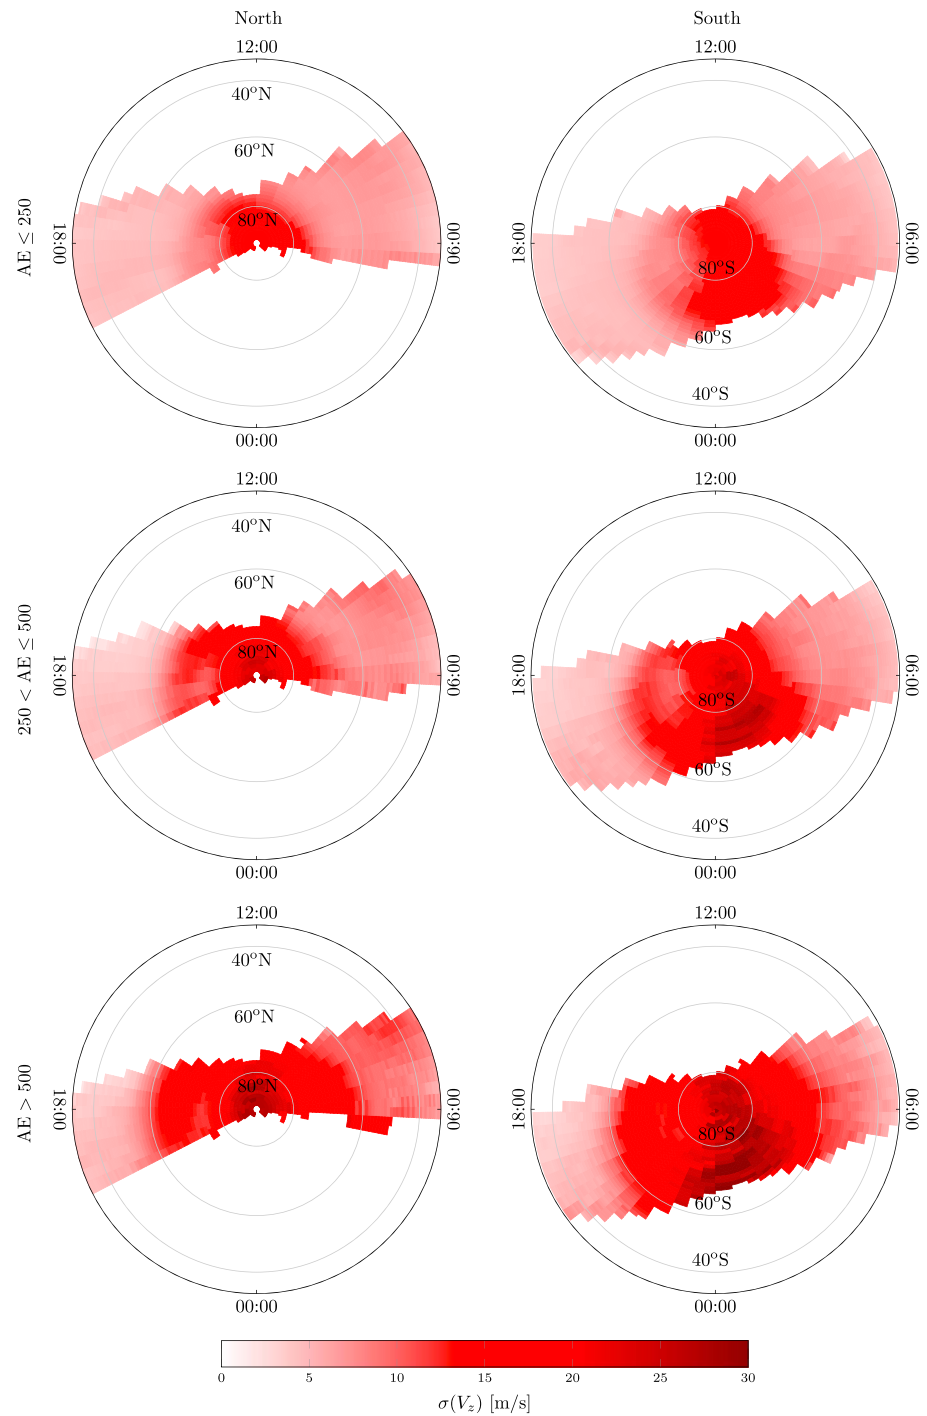 North South
12:00 12:00
40°N
60°N
80°N
AE ≤ 250
18:00 06:00 18:00 06:00
80°S
60°S
40°S
00:00 00:00
12:00 12:00
40°N
60°N
80°N
250 < AE ≤ 500
18:00 06:00 18:00 06:00
80°S
60°S
40°S
00:00 00:00
12:00 12:00
40°N
60°N
80°N
AE > 500
18:00 06:00 18:00 06:00
80°S
60°S
40°S
00:00 00:00
0 5 10 15 20 25 30
σ(V_z) [m/s]